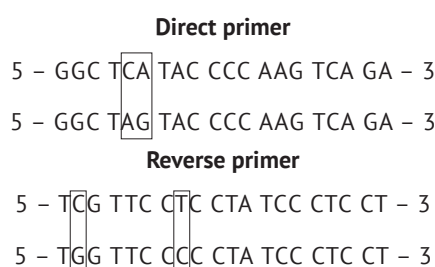 Direct primer
5 – GGC TCA TAC CCC AAG TCA GA – 3
5 – GGC TAG TAC CCC AAG TCA GA – 3
Reverse primer
5 – TCG TTC CTC CTA TCC CTC CT – 3
5 – TGG TTC CCC CTA TCC CTC CT – 3